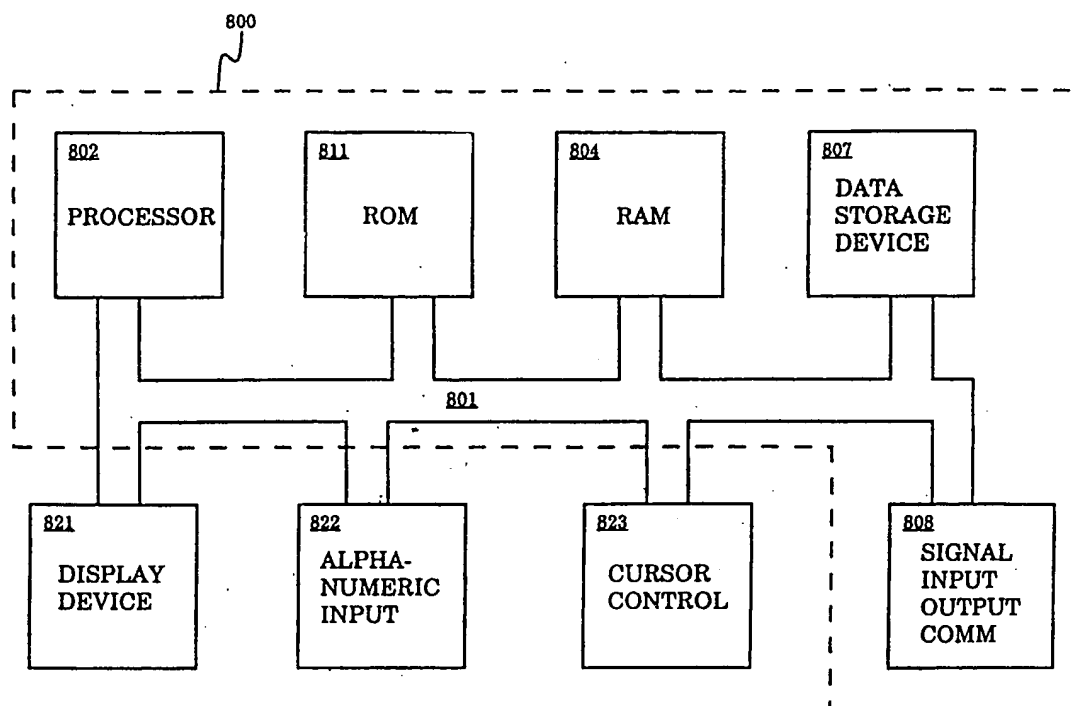 800
802
PROCESSOR
811
ROM
804
RAM
807
DATA
STORAGE
DEVICE
801
821
DISPLAY
DEVICE
822
ALPHA-
NUMERIC
INPUT
823
CURSOR
CONTROL
808
SIGNAL
INPUT
OUTPUT
COMM